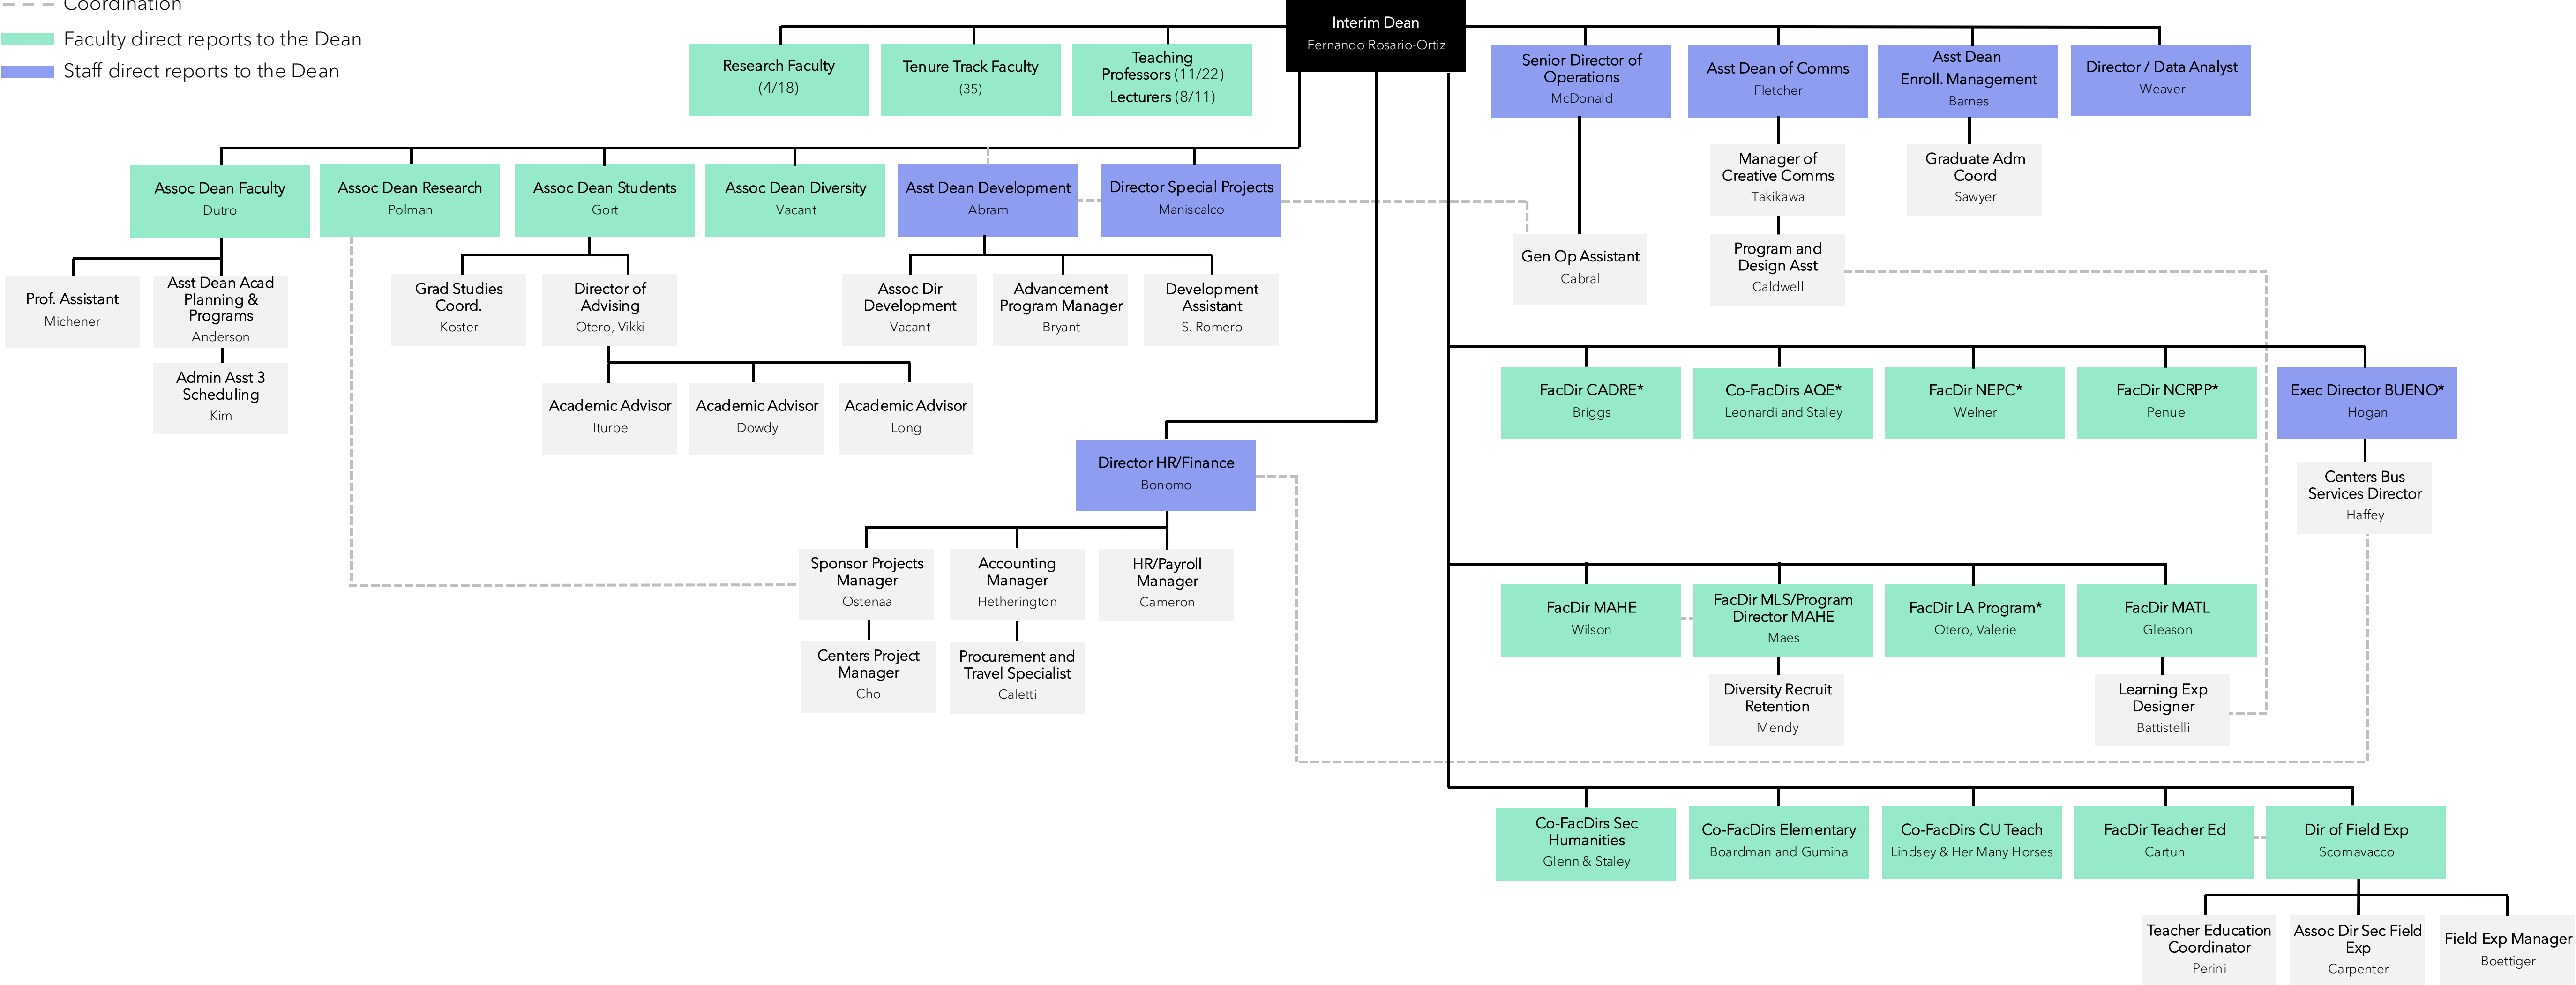 Coordination
Faculty direct reports to the Dean
Staff direct reports to the Dean
Interim Dean
Fernando Rosario-Ortiz
Research Faculty
(4/18)
Tenure Track Faculty
(35)
Teaching
Professors (11/22)
Lecturers (8/11)
Senior Director of
Operations
McDonald
Asst Dean of Comms
Fletcher
Asst Dean
Enroll. Management
Barnes
Director / Data Analyst
Weaver
Assoc Dean Faculty
Dutro
Assoc Dean Research
Polman
Assoc Dean Students
Gort
Assoc Dean Diversity
Vacant
Asst Dean Development
Abram
Director Special Projects
Maniscalco
Manager of
Creative Comms
Takikawa
Graduate Adm
Coord
Sawyer
Gen Op Assistant
Cabral
Program and
Design Asst
Caldwell
Prof. Assistant
Michener
Asst Dean Acad
Planning &
Programs
Anderson
Grad Studies
Coord.
Koster
Director of
Advising
Otero, Vikki
Assoc Dir
Development
Vacant
Advancement
Program Manager
Bryant
Development
Assistant
S. Romero
Admin Asst 3
Scheduling
Kim
Academic Advisor
Iturbe
Academic Advisor
Dowdy
Academic Advisor
Long
FacDir CADRE*
Briggs
Co-FacDirs AQE*
Leonardi and Staley
FacDir NEPC*
Welner
FacDir NCRPP*
Penuel
Exec Director BUENO*
Hogan
Director HR/Finance
Bonomo
Centers Bus
Services Director
Haffey
Sponsor Projects
Manager
Ostenaa
Accounting
Manager
Hetherington
HR/Payroll
Manager
Cameron
FacDir MAHE
Wilson
FacDir MLS/Program
Director MAHE
Maes
FacDir LA Program*
Otero, Valerie
FacDir MATL
Gleason
Centers Project
Manager
Cho
Procurement and
Travel Specialist
Caletti
Diversity Recruit
Retention
Mendy
Learning Exp
Designer
Battistelli
Co-FacDirs Sec
Humanities
Glenn & Staley
Co-FacDirs Elementary
Boardman and Gumina
Co-FacDirs CU Teach
Lindsey & Her Many Horses
FacDir Teacher Ed
Cartun
Dir of Field Exp
Scornavacco
Teacher Education
Coordinator
Perini
Assoc Dir Sec Field
Exp
Carpenter
Field Exp Manager
Boettiger